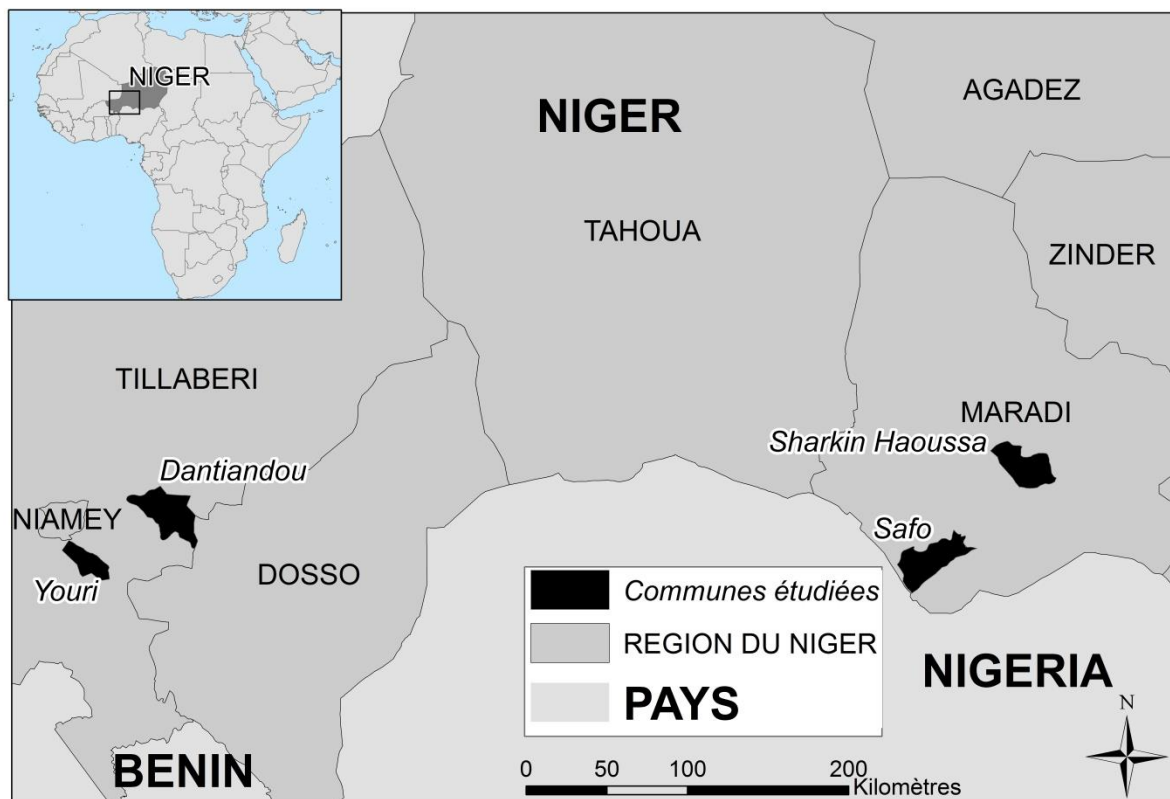 NIGER
NIGER
AGADEZ
TAHOUA
ZINDER
TILLABERI
MARADI
Sharkin Haoussa
Dantiandou
NIAMEY
Safo
Youri
DOSSO
Communes étudiées
REGION DU NIGER
PAYS
NIGERIA
N
BENIN
0 50 100 200
Kilomètres